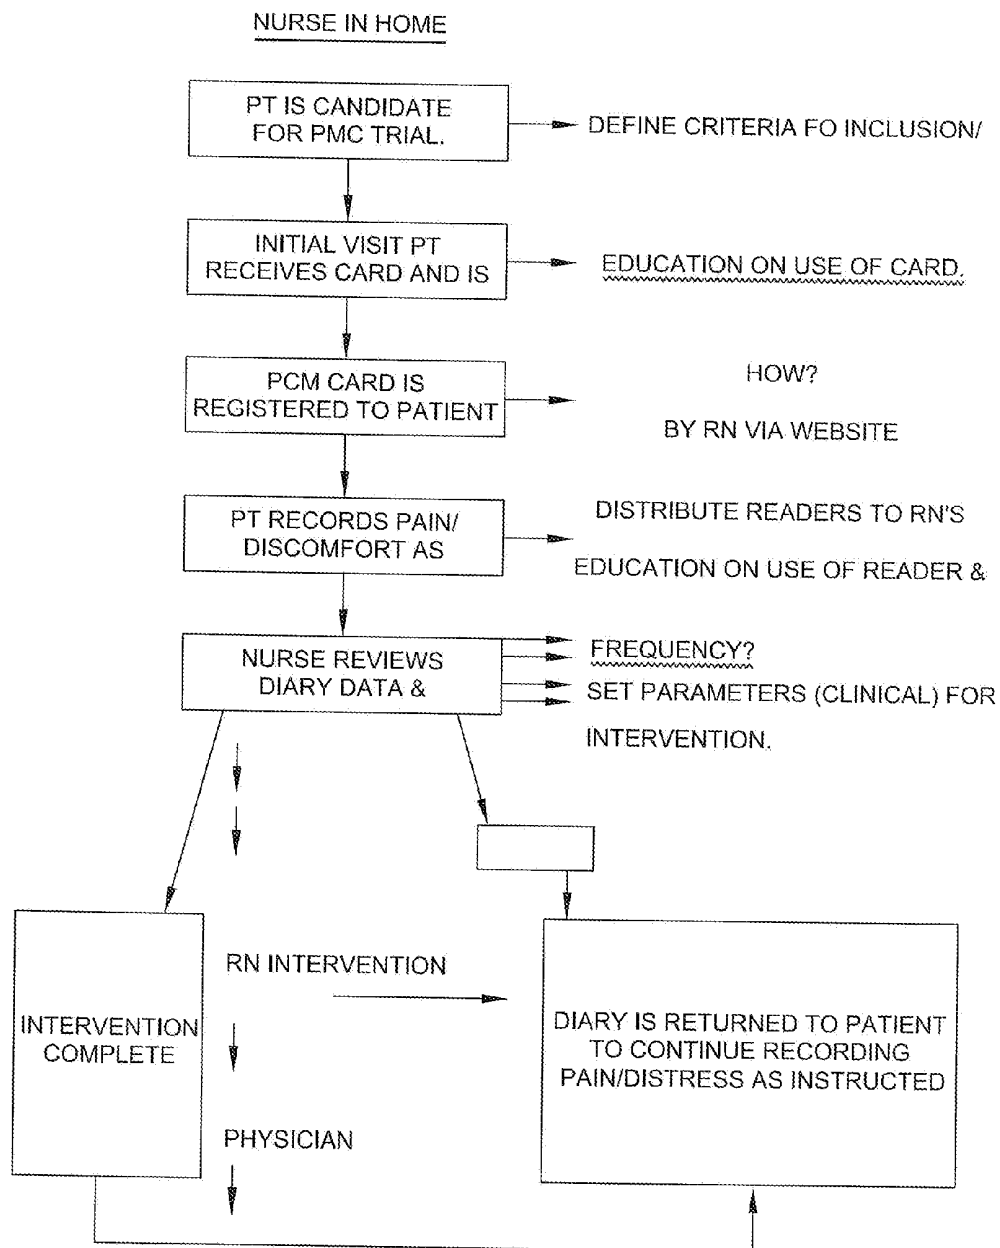 NURSE IN HOME
PT IS CANDIDATE
FOR PMC TRIAL.
DEFINE CRITERIA FO INCLUSION/
INITIAL VISIT PT
RECEIVES CARD AND IS
EDUCATION ON USE OF CARD.
PCM CARD IS
REGISTERED TO PATIENT
HOW?
BY RN VIA WEBSITE
PT RECORDS PAIN/
DISCOMFORT AS
DISTRIBUTE READERS TO RN'S
EDUCATION ON USE OF READER &
NURSE REVIEWS
DIARY DATA &
FREQUENCY?
SET PARAMETERS (CLINICAL) FOR
INTERVENTION.
INTERVENTION
COMPLETE
RN INTERVENTION
PHYSICIAN
DIARY IS RETURNED TO PATIENT
TO CONTINUE RECORDING
PAIN/DISTRESS AS INSTRUCTED